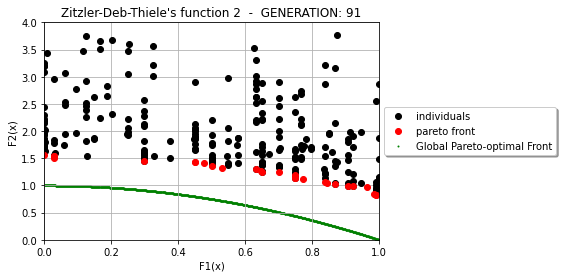 Zitzler-Deb-Thiele's function 2  -  GENERATION: 91
4.0
3.5
3.0
2.5
2.0
1.5
1.0
0.5
0.0
F2(x)
0.0 0.2 0.4 0.6 0.8 1.0
F1(x)
individuals
pareto front
Global Pareto-optimal Front